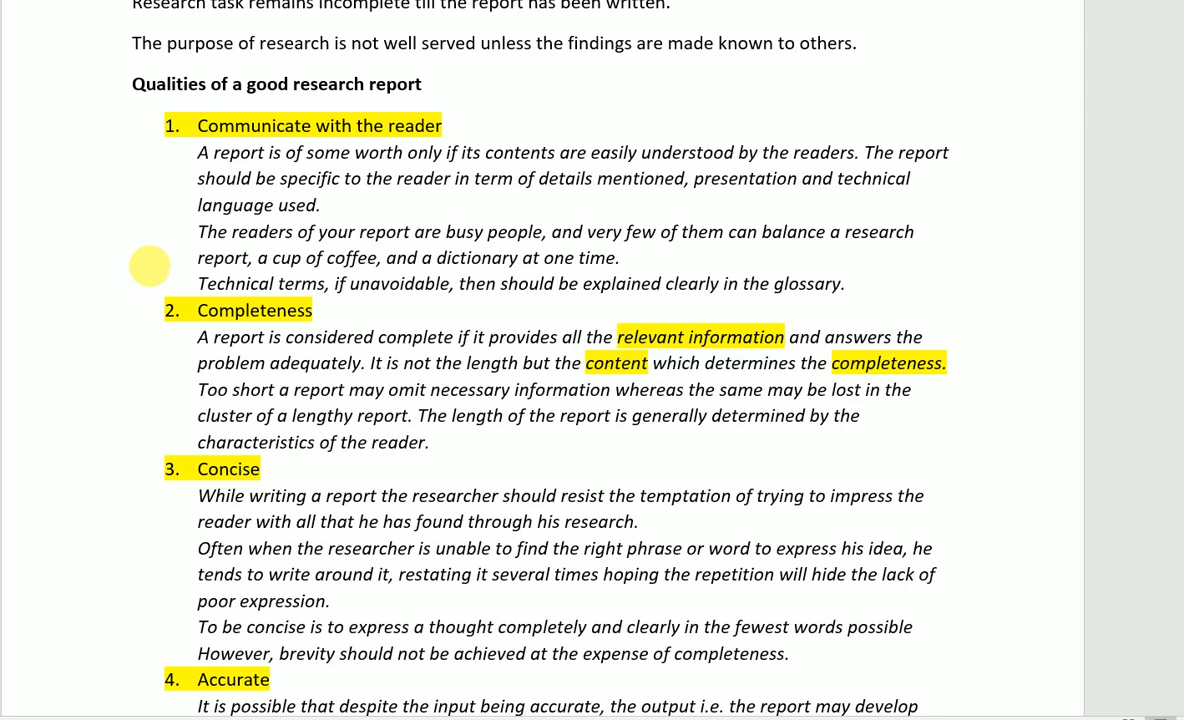 Research task remains incomplete till the report has been written.
The purpose of research is not well served unless the findings are made known to others.
Qualities of a good research report
1. Communicate with the reader
A report is of some worth only if its contents are easily understood by the readers. The report
should be specific to the reader in term of details mentioned, presentation and technical
language used.
The readers of your report are busy people, and very few of them can balance a research
report, a cup of coffee, and a dictionary at one time.
Technical terms, if unavoidable, then should be explained clearly in the glossary.
2. Completeness
A report is considered complete if it provides all the relevant information and answers the
problem adequately. It is not the length but the content which determines the completeness.
Too short a report may omit necessary information whereas the same may be lost in the
cluster of a lengthy report. The length of the report is generally determined by the
characteristics of the reader.
3. Concise
While writing a report the researcher should resist the temptation of trying to impress the
reader with all that he has found through his research.
Often when the researcher is unable to find the right phrase or word to express his idea, he
tends to write around it, restating it several times hoping the repetition will hide the lack of
poor expression.
To be concise is to express a thought completely and clearly in the fewest words possible
However, brevity should not be achieved at the expense of completeness.
4. Accurate
It is possible that despite the input being accurate, the output i.e. the report may develop